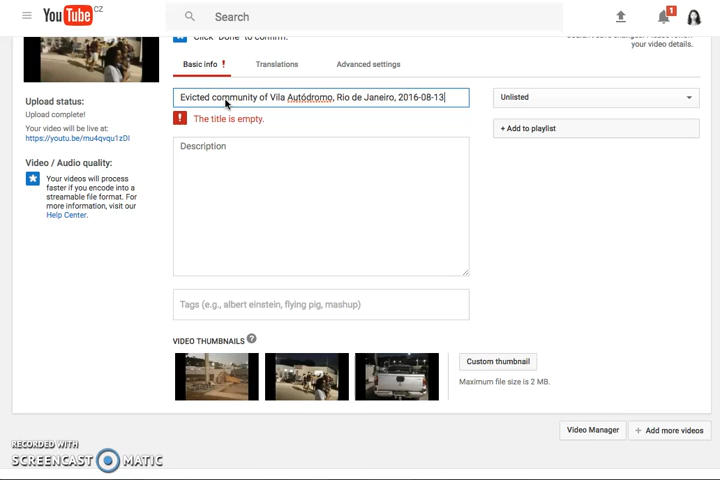 YouTube CZ
Search
1
Click "Done" to confirm.
your video details.
Basic info !
Translations
Advanced settings
Upload status:
Upload complete!
Your video will be live at:
https://youtu.be/mu4qvqu1zDI
Video / Audio quality:
Your videos will process
faster if you encode into a
streamable file format. For
more information, visit our
Help Center.
Evicted community of Vila Autódromo, Rio de Janeiro, 2016-08-13
! The title is empty.
Description
Tags (e.g., albert einstein, flying pig, mashup)
VIDEO THUMBNAILS ?
Unlisted
+ Add to playlist
Custom thumbnail
Maximum file size is 2 MB.
Video Manager
+ Add more videos
RECORDED WITH
SCREENCAST MATIC